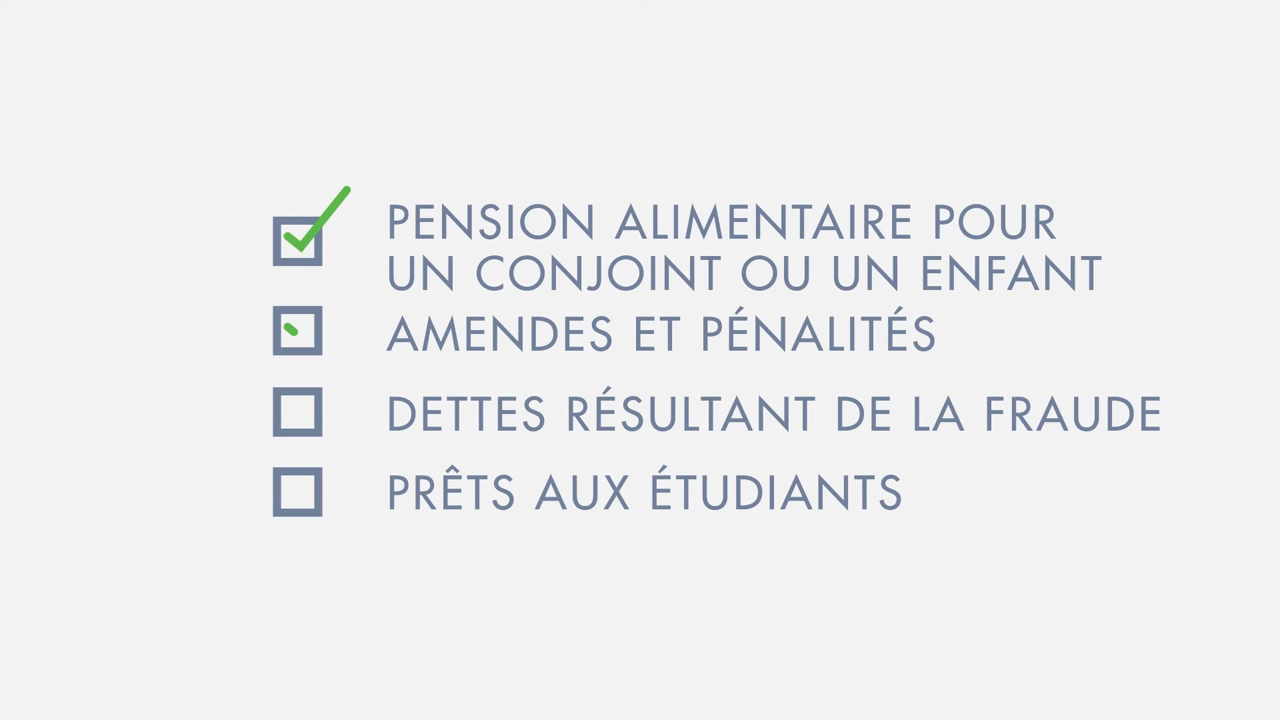 PENSION ALIMENTAIRE POUR
UN CONJOINT OU UN ENFANT
AMENDES ET PÉNALITÉS
DETTES RÉSULTANT DE LA FRAUDE
PRÊTS AUX ÉTUDIANTS